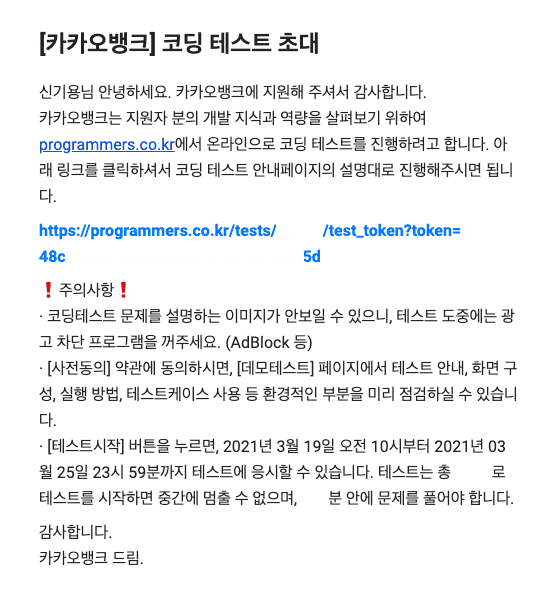 [카카오뱅크] 코딩 테스트 초대
신기용님 안녕하세요. 카카오뱅크에 지원해 주셔서 감사합니다.
카카오뱅크는 지원자 분의 개발 지식과 역량을 살펴보기 위하여
programmers.co.kr에서 온라인으로 코딩 테스트를 진행하려고 합니다. 아
래 링크를 클릭하셔서 코딩 테스트 안내페이지의 설명대로 진행해주시면 됩니
다.
https://programmers.co.kr/tests/ /test_token?token=
48c 5d
❗주의사항❗
· 코딩테스트 문제를 설명하는 이미지가 안보일 수 있으니, 테스트 도중에는 광
고 차단 프로그램을 꺼주세요. (AdBlock 등)
· [사전동의] 약관에 동의하시면, [데모테스트] 페이지에서 테스트 안내, 화면 구
성, 실행 방법, 테스트케이스 사용 등 환경적인 부분을 미리 점검하실 수 있습니
다.
· [테스트시작] 버튼을 누르면, 2021년 3월 19일 오전 10시부터 2021년 03
월 25일 23시 59분까지 테스트에 응시할 수 있습니다. 테스트는 총 로
테스트를 시작하면 중간에 멈출 수 없으며, 분 안에 문제를 풀어야 합니다.
감사합니다.
카카오뱅크 드림.